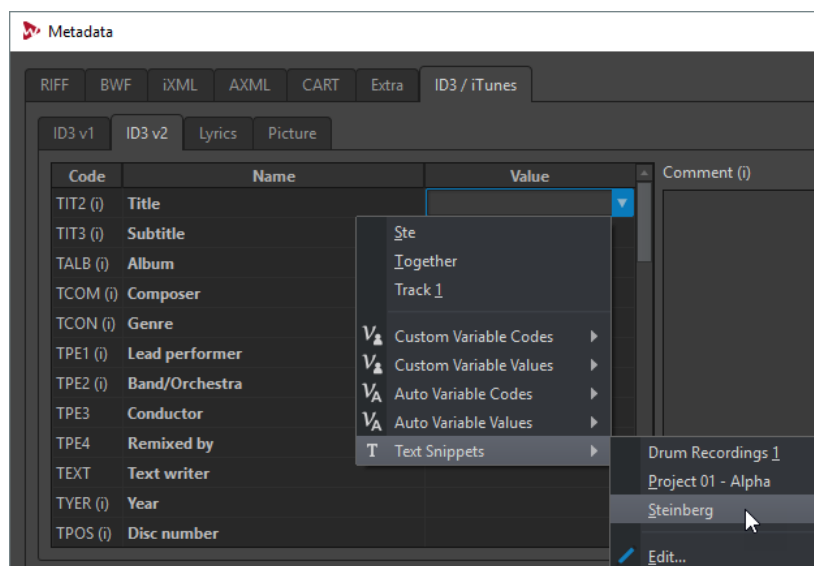 Metadata
RIFF BWF iXML AXML CART Extra ID3 / iTunes
ID3 v1 ID3 v2 Lyrics Picture
Code Name Value Comment (i)
TIT2 (i) Title
TIT3 (i) Subtitle
TALB (i) Album
TCOM (i) Composer
TCON (i) Genre
TPE1 (i) Lead performer
TPE2 (i) Band/Orchestra
TPE3 Conductor
TPE4 Remixed by
TEXT Text writer
TYER (i) Year
TPOS (i) Disc number
Ste
Together
Track 1
Custom Variable Codes
Custom Variable Values
Auto Variable Codes
Auto Variable Values
T Text Snippets
Drum Recordings 1
Project 01 - Alpha
Steinberg
Edit...